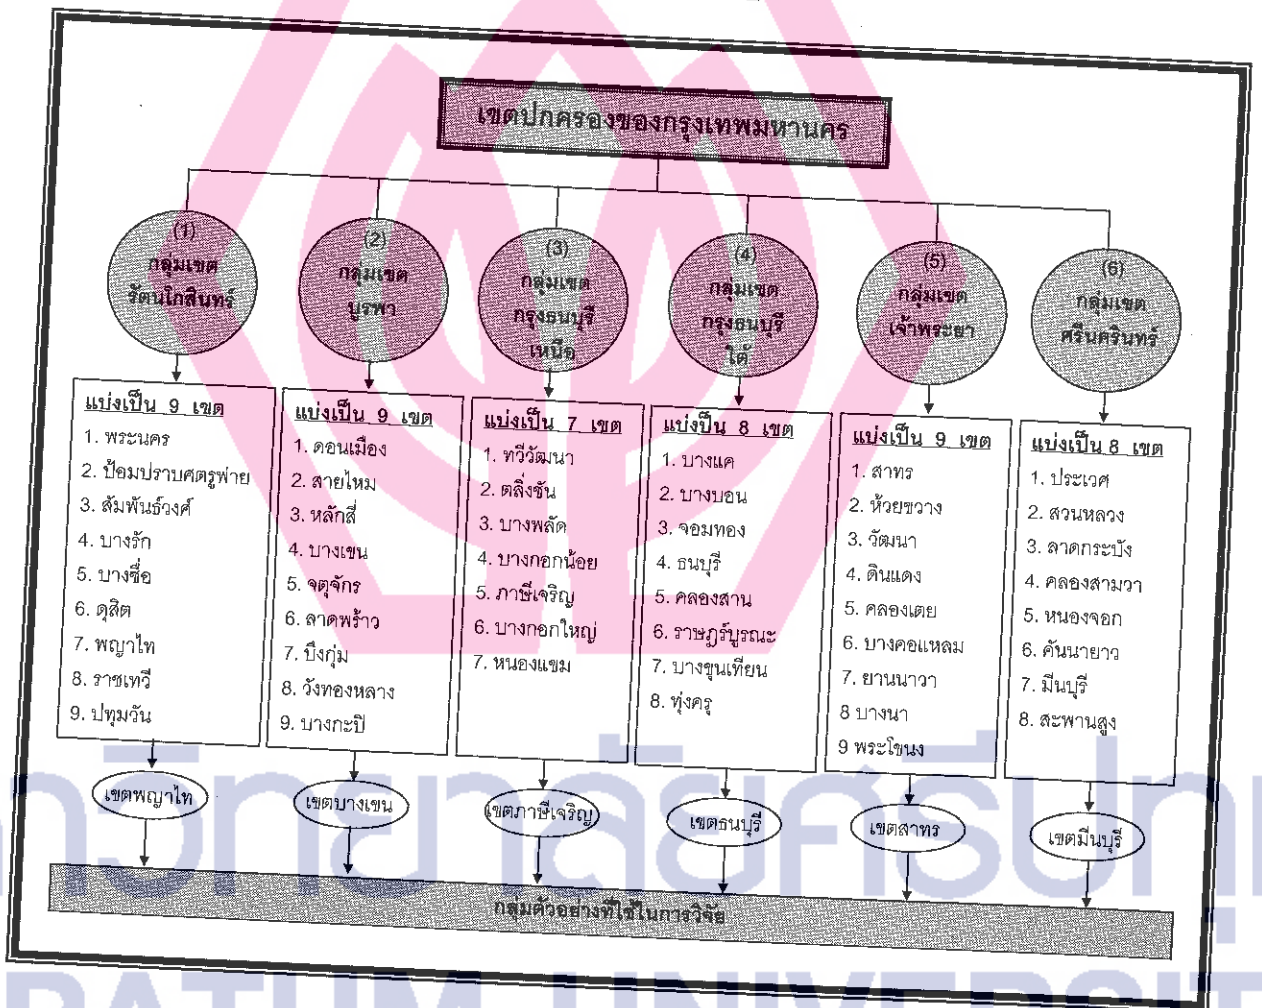 เขตปกครองของกรุงเทพมหานคร
(1)
กลุ่มเขต
รัตนโกสินทร์
(2)
กลุ่มเขต
บูรพา
(3)
กลุ่มเขต
กรุงธนบุรี
เหนือ
(4)
กลุ่มเขต
กรุงธนบุรี
ใต้
(5)
กลุ่มเขต
เจ้าพระยา
(6)
กลุ่มเขต
ศรีนครินทร์
แบ่งเป็น 9 เขต
1. พระนคร
2. ป้อมปราบศตรูพ่าย
3. สัมพันธ์วงศ์
4. บางรัก
5. บางซื่อ
6. ดุสิต
7. พญาไท
8. ราชเทวี
9. ปทุมวัน
แบ่งเป็น 9 เขต
1. ดอนเมือง
2. สายไหม
3. หลักสี่
4. บางเขน
5. จตุจักร
6. ลาดพร้าว
7. บึงกุ่ม
8. วังทองหลาง
9. บางกะปิ
แบ่งเป็น 7 เขต
1. ทวีวัฒนา
2. ตลิ่งชัน
3. บางพลัด
4. บางกอกน้อย
5. ภาษีเจริญ
6. บางกอกใหญ่
7. หนองแขม
แบ่งป็น 8 เขต
1. บางแค
2. บางบอน
3. จอมทอง
4. ธนบุรี
5. คลองสาน
6. ราษฎร์บูรณะ
7. บางขุนเทียน
8. ทุ่งครุ
แบ่งเป็น 9 เขต
1. สาทร
2. ห้วยขวาง
3. วัฒนา
4. ดินแดง
5. คลองเตย
6. บางคอแหลม
7. ยานนาวา
8 บางนา
9 พระโขนง
แบ่งเป็น 8 เขต
1. ประเวศ
2. สวนหลวง
3. ลาดกระบัง
4. คลองสามวา
5. หนองจอก
6. คันนายาว
7. มีนบุรี
8. สะพานสูง
เขตพญาไท
เขตบางเขน
เขตภาษีเจริญ
เขตธนบุรี
เขตสาทร
เขตมีนบุรี
กลุ่มตัวอย่างที่ใช้ในการวิจัย